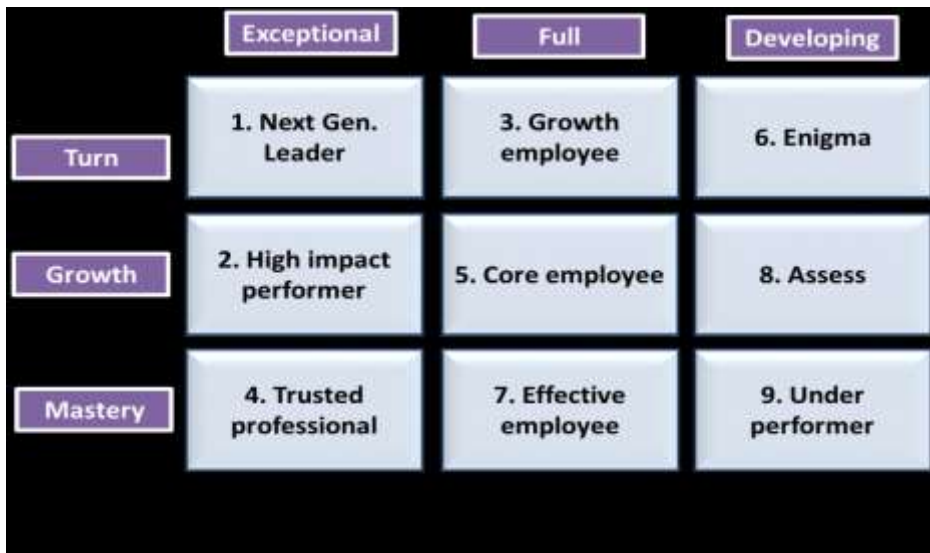 Exceptional
Full
Developing
Turn
1. Next Gen.
Leader
3. Growth
employee
6. Enigma
Growth
2. High impact
performer
5. Core employee
8. Assess
Mastery
4. Trusted
professional
7. Effective
employee
9. Under
performer